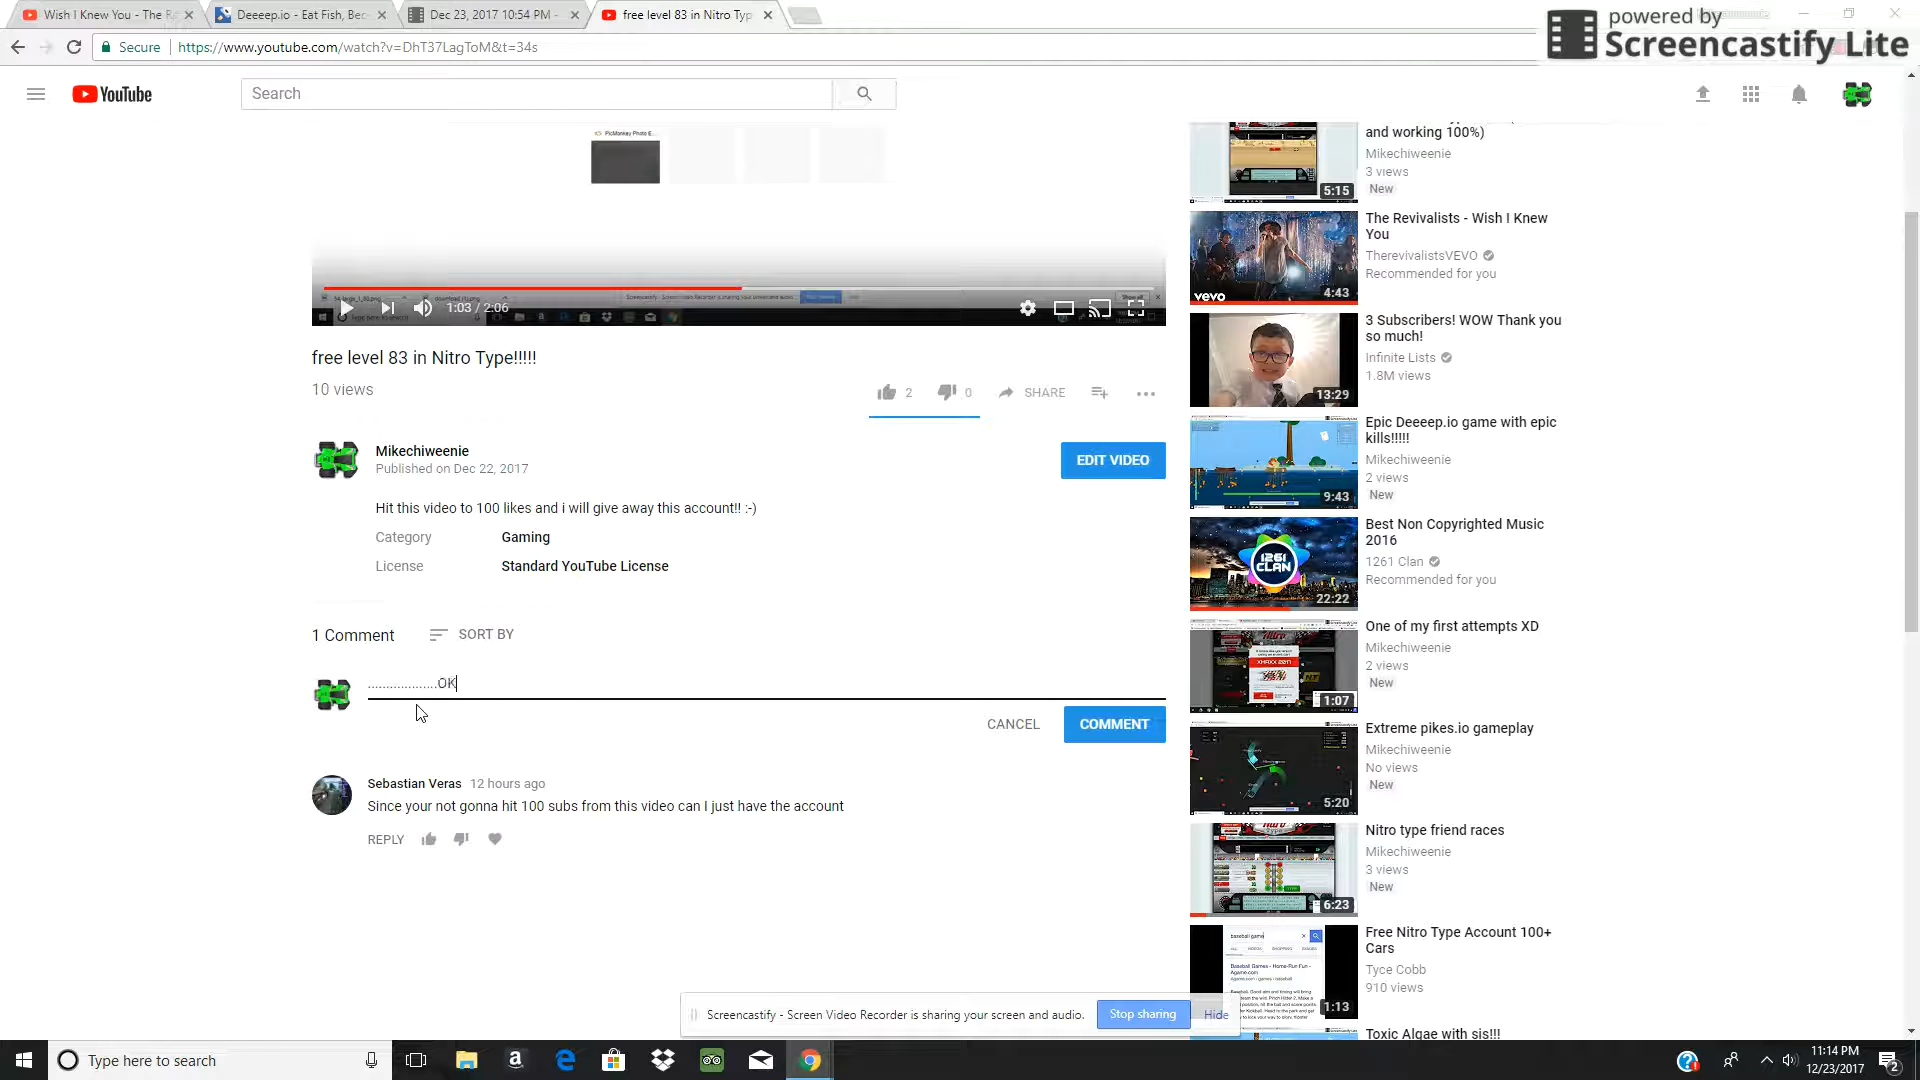 Wish I Knew You - The R
Deeeep.io - Eat Fish, Bec
Dec 23, 2017 10:54 PM -
free level 83 in Nitro Typ
powered by
Screencastify Lite
Secure
https://www.youtube.com/watch?v=DhT37LagToM&t=34s
YouTube
Search
PicMonkey Photo E...
1:03 / 2:06
free level 83 in Nitro Type!!!!!
10 views
2
0
SHARE
Mikechiweenie
Published on Dec 22, 2017
EDIT VIDEO
Hit this video to 100 likes and i will give away this account!! :-)
Category Gaming
License Standard YouTube License
1 Comment
SORT BY
...................OK
CANCEL
COMMENT
Sebastian Veras 12 hours ago
Since your not gonna hit 100 subs from this video can I just have the account
REPLY
and working 100%)
Mikechiweenie
3 views
New
5:15
The Revivalists - Wish I Knew
You
TherevivalistsVEVO
Recommended for you
vevo
4:43
3 Subscribers! WOW Thank you
so much!
Infinite Lists
1.8M views
13:29
Epic Deeeep.io game with epic
kills!!!!!
Mikechiweenie
2 views
New
9:43
Best Non Copyrighted Music
2016
1261 Clan
Recommended for you
1261
CLAN
22:22
One of my first attempts XD
Mikechiweenie
2 views
New
1:07
Extreme pikes.io gameplay
Mikechiweenie
No views
New
5:20
Nitro type friend races
Mikechiweenie
3 views
New
6:23
Free Nitro Type Account 100+
Cars
Tyce Cobb
910 views
baseball game
1:13
Toxic Algae with sis!!!
Screencastify - Screen Video Recorder is sharing your screen and audio.
Stop sharing
Hide
Type here to search
11:14 PM
12/23/2017
2